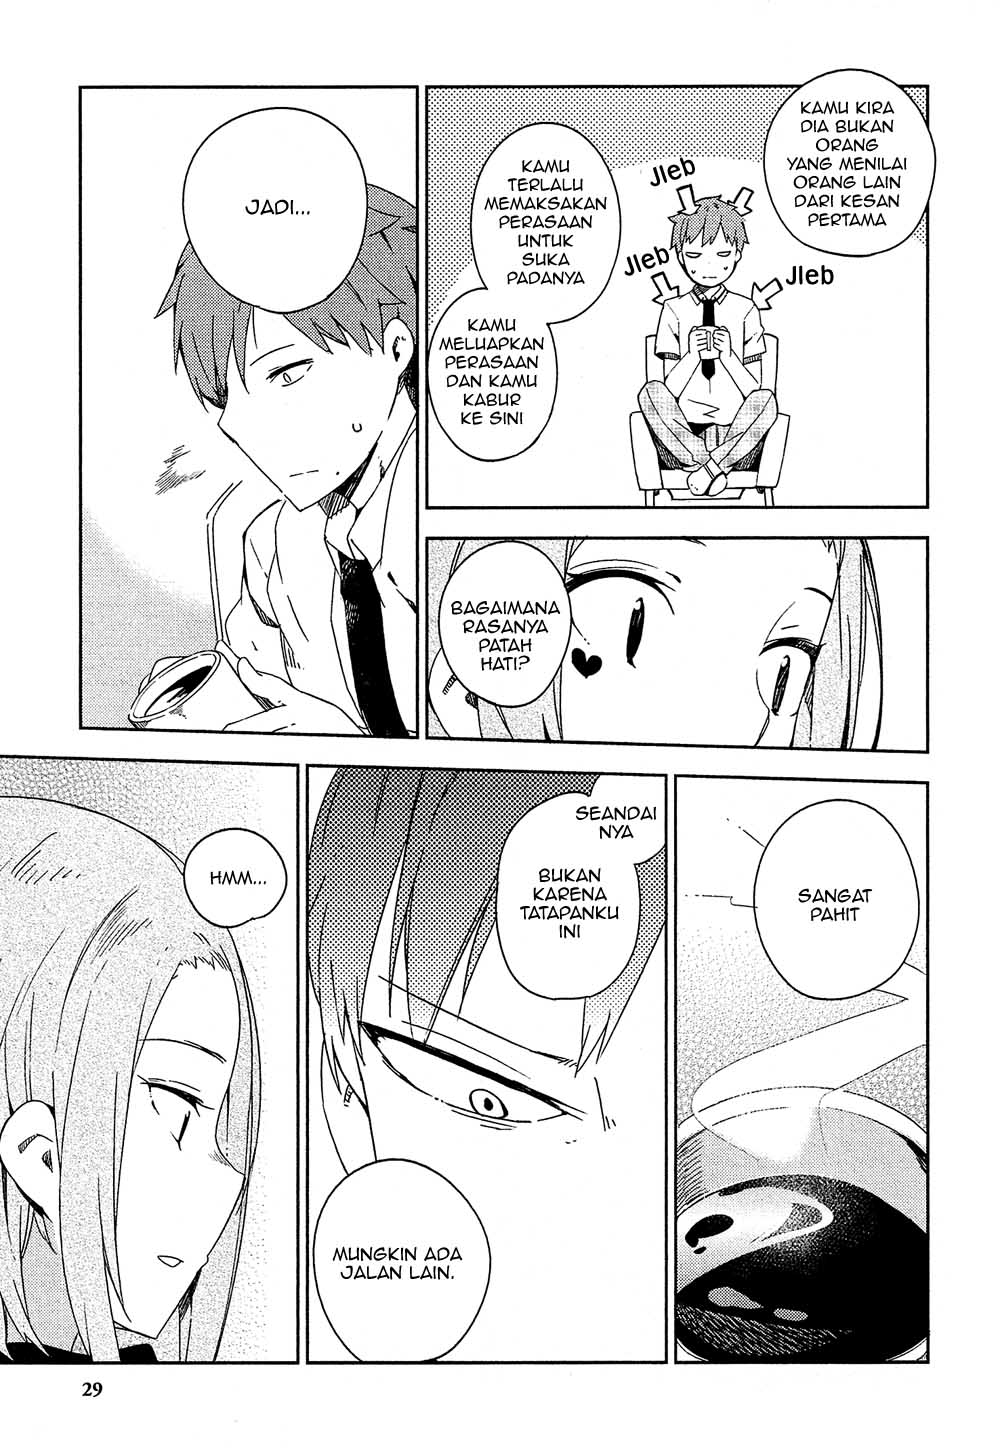 KAMU KIRA
DIA BUKAN
ORANG
YANG MENILAI
ORANG LAIN
DARI KESAN
PERTAMA
Jleb
Jleb
Jleb
KAMU
TERLALU
MEMAKSAKAN
PERASAAN
UNTUK
SUKA
PADANYA
KAMU
MELUAPKAN
PERASAAN
DAN KAMU
KABUR
KE SINI
JADI...
BAGAIMANA
RASANYA
PATAH
HATI?
SANGAT
PAHIT
SEANDAI
NYA
BUKAN
KARENA
TATAPANKU
INI
MUNGKIN ADA
JALAN LAIN.
HMM...
29